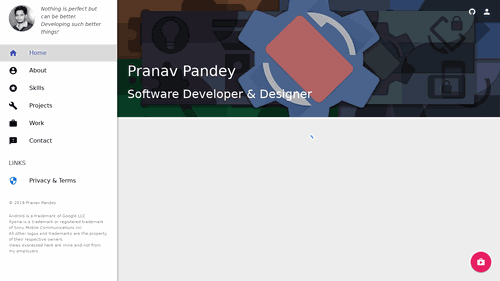 Nothing is perfect but
can be better.
Developing such better
things!
Home
About
Skills
Projects
Work
Contact
LINKS
Privacy & Terms
© 2018 Pranav Pandey
Android is a trademark of Google LLC.
Xperia is a trademark or registered trademark
of Sony Mobile Communications Inc.
All other logos and trademarks are the property
of their respective owners.
Views expressed here are mine and not from
my employers.
Pranav Pandey
Software Developer & Designer